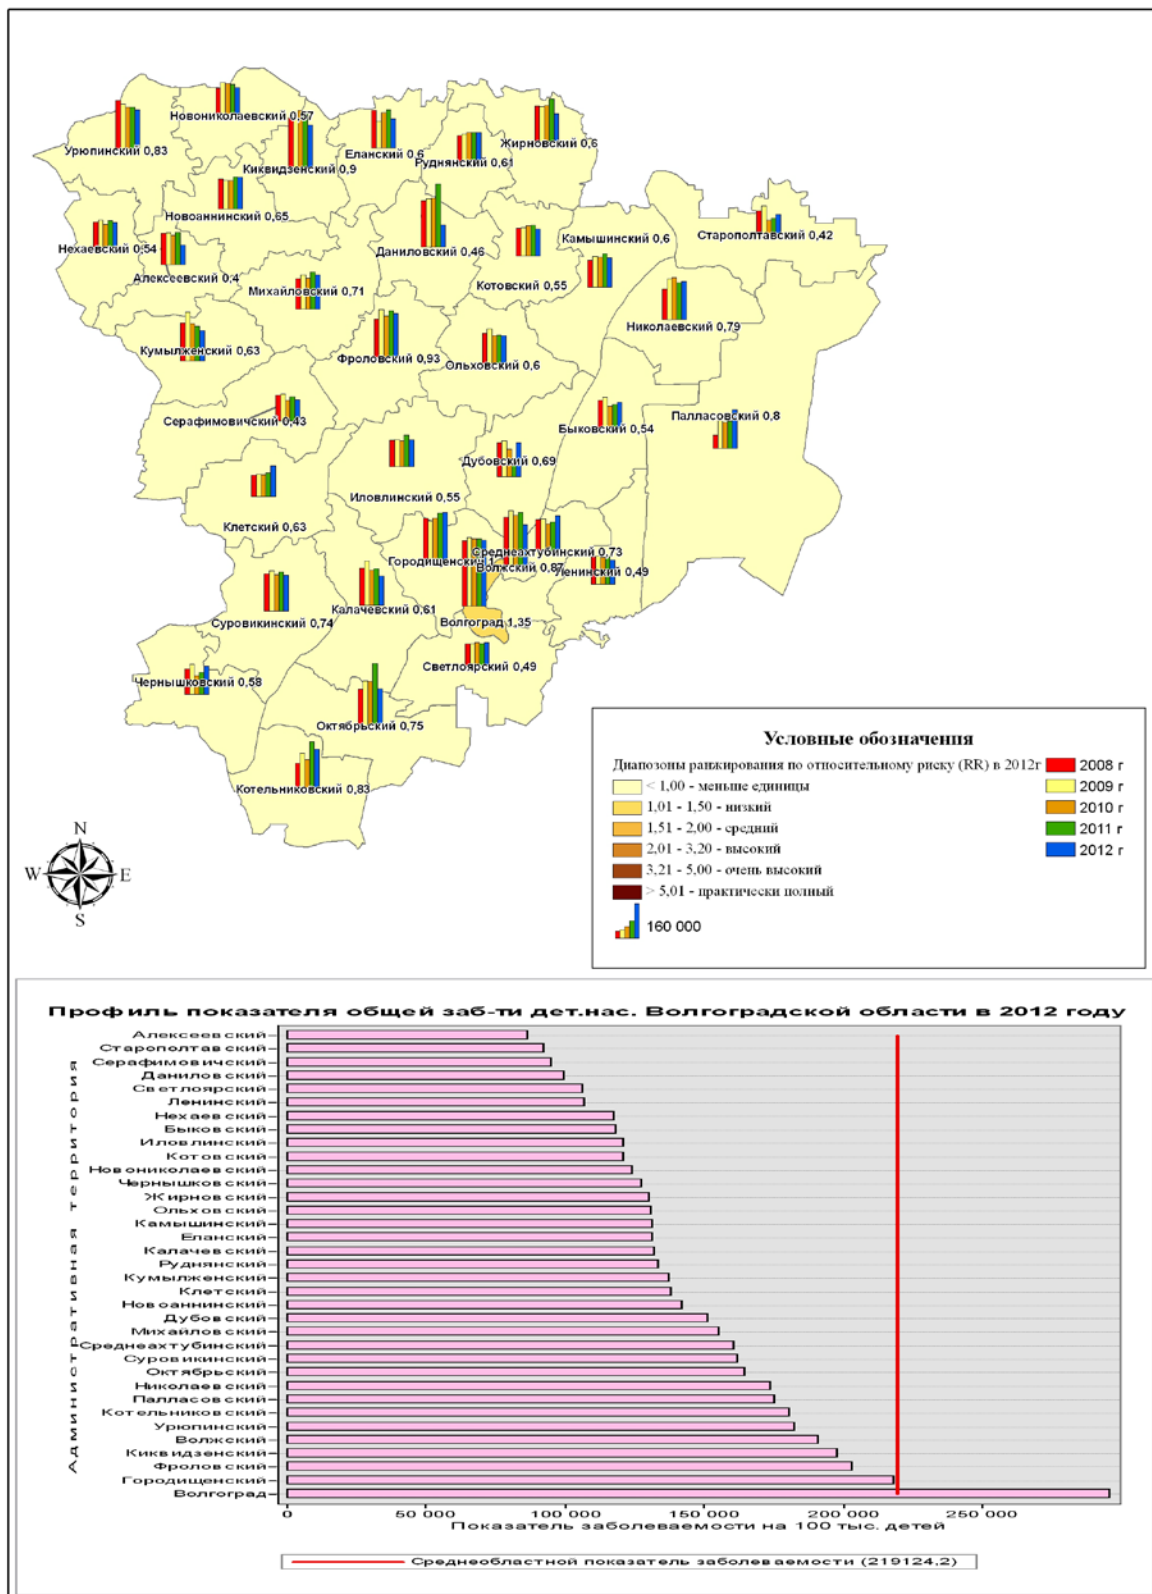 Новониколаевский 0,57
Урюпинский 0,83
Киквидзенский 0,9
Еланский 0,6
Руднянский 0,61
Жирновский 0,6
Новоаннинский 0,65
Нехаевский 0,54
Алексеевский 0,4
Даниловский 0,46
Камышинский 0,6
Старополтавский 0,42
Котовский 0,55
Михайловский 0,71
Николаевский 0,79
Кумылженский 0,63
Фроловский 0,93
Ольховский 0,6
Серафимовичский 0,43
Быковский 0,54
Палласовский 0,8
Дубовский 0,69
Иловлинский 0,55
Клетский 0,63
Городищенский 1
Среднеахтубинский 0,73
Волжский 0,87
Ленинский 0,49
Калачевский 0,61
Суровикинский 0,74
Волгоград 1,35
Светлоярский 0,49
Чернышковский 0,58
Октябрьский 0,75
Котельниковский 0,83
N
W E
S
Условные обозначения
Диапозоны ранжирования по относительному риску (RR) в 2012г
< 1,00 - меньше единицы
1,01 - 1,50 - низкий
1,51 - 2,00 - средний
2,01 - 3,20 - высокий
3,21 - 5,00 - очень высокий
> 5,01 - практически полный
160 000
2008 г
2009 г
2010 г
2011 г
2012 г
Профиль показателя общей заб-ти дет.нас. Волгоградской области в 2012 году
Административная территория
Алексеевский
Старополтавский
Серафимовичский
Даниловский
Светлоярский
Ленинский
Нехаевский
Быковский
Иловлинский
Котовский
Новониколаевский
Чернышковский
Жирновский
Ольховский
Камышинский
Еланский
Калачевский
Руднянский
Кумылженский
Клетский
Новоаннинский
Дубовский
Михайловский
Среднеахтубинский
Суровикинский
Октябрьский
Николаевский
Палласовский
Котельниковский
Урюпинский
Волжский
Киквидзенский
Фроловский
Городищенский
Волгоград
0 50 000 100 000 150 000 200 000 250 000
Показатель заболеваемости на 100 тыс. детей
Среднеобластной показатель заболеваемости (219124,2)